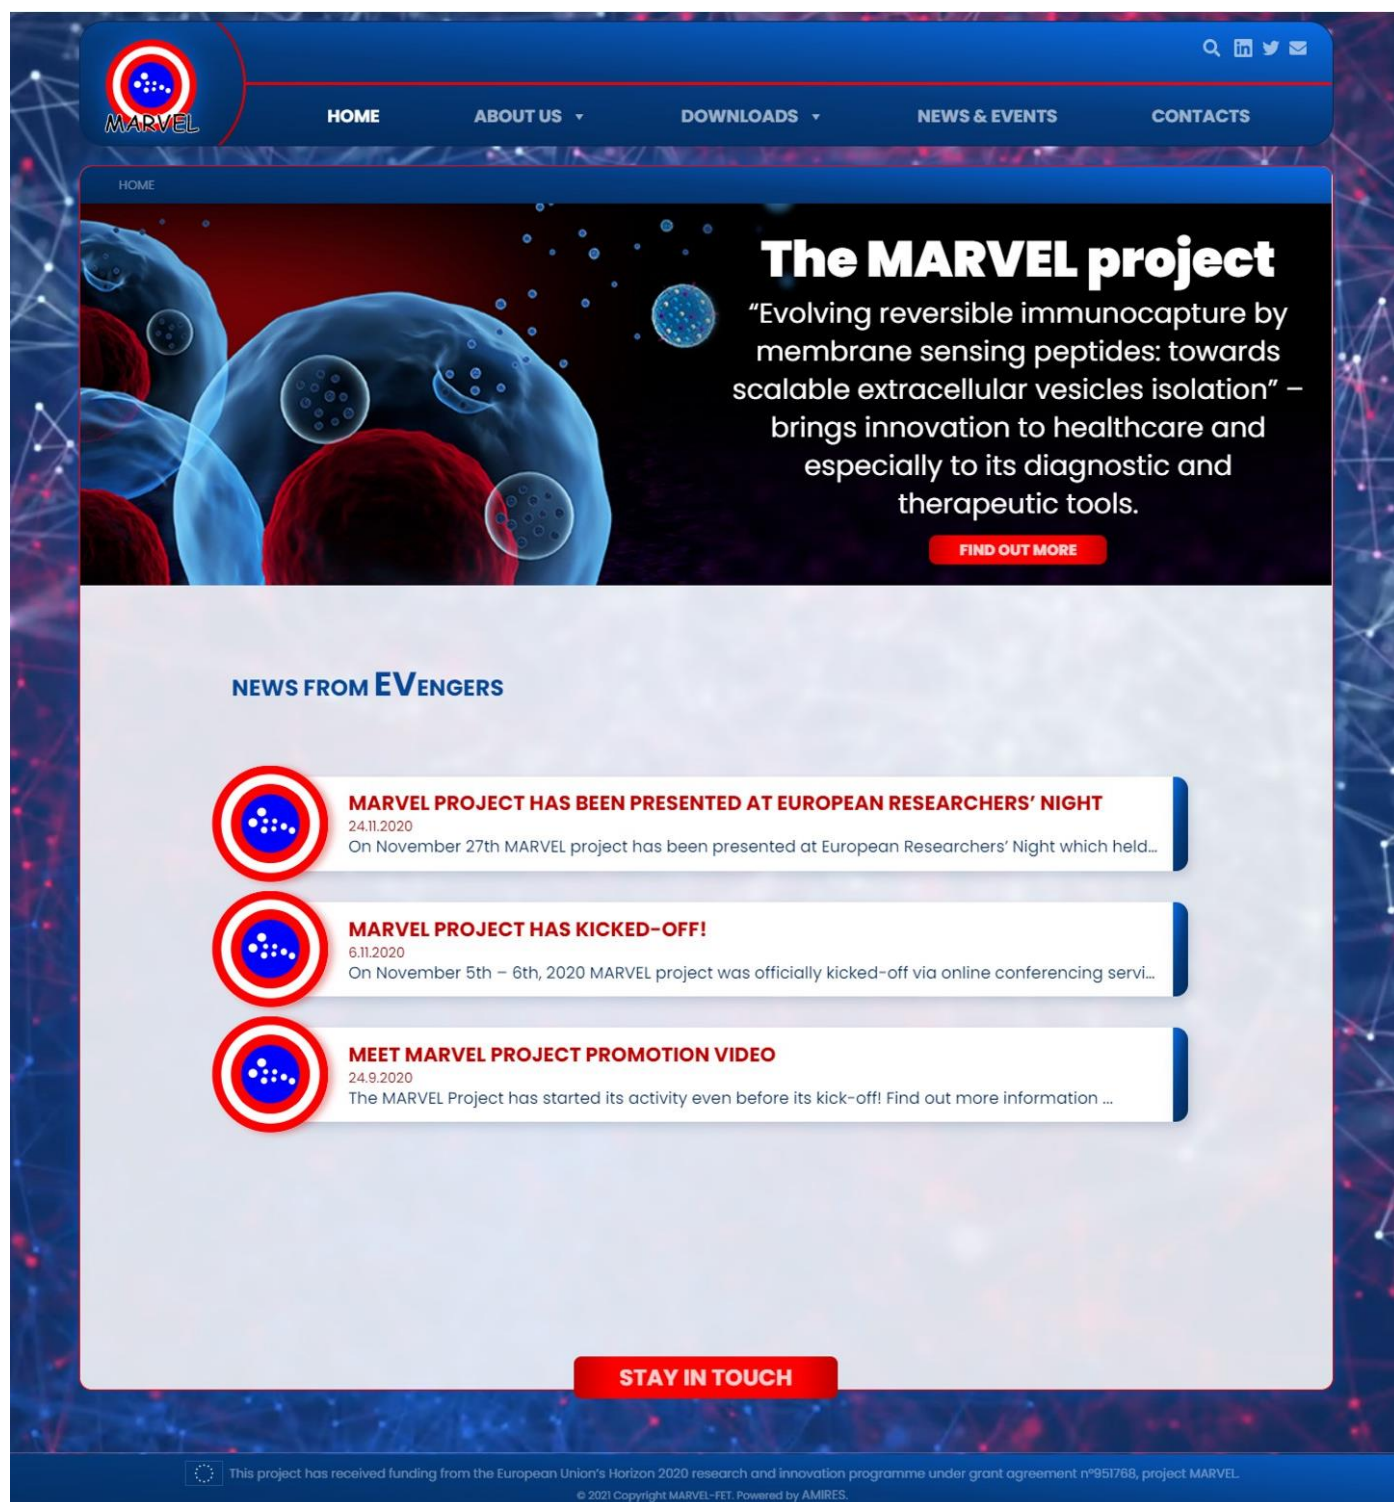 MARVEL
HOME
ABOUT US
DOWNLOADS
NEWS & EVENTS
CONTACTS
HOME
The MARVEL project
“Evolving reversible immunocapture by
membrane sensing peptides: towards
scalable extracellular vesicles isolation” –
brings innovation to healthcare and
especially to its diagnostic and
therapeutic tools.
FIND OUT MORE
NEWS FROM EVENGERS
MARVEL PROJECT HAS BEEN PRESENTED AT EUROPEAN RESEARCHERS’ NIGHT
24.11.2020
On November 27th MARVEL project has been presented at European Researchers’ Night which held...
MARVEL PROJECT HAS KICKED-OFF!
6.11.2020
On November 5th – 6th, 2020 MARVEL project was officially kicked-off via online conferencing servi...
MEET MARVEL PROJECT PROMOTION VIDEO
24.9.2020
The MARVEL Project has started its activity even before its kick-off! Find out more information ...
STAY IN TOUCH
This project has received funding from the European Union’s Horizon 2020 research and innovation programme under grant agreement nº951768, project MARVEL.
© 2021 Copyright MARVEL-FET. Powered by AMIRES.